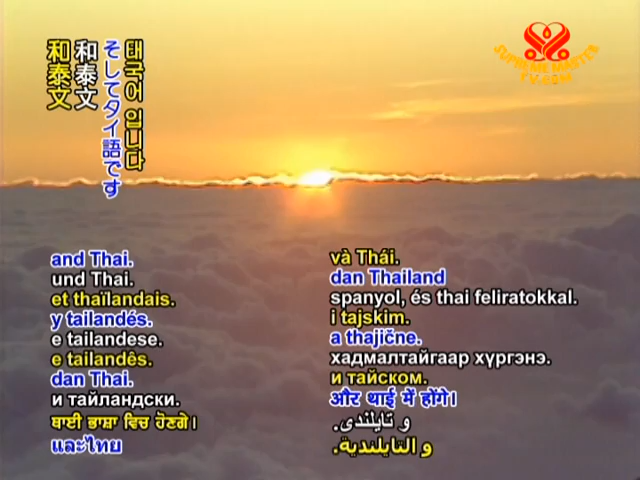 SUPREME MASTER
TV.COM
태국어 입니다
そしてタイ語です
和泰文
和泰文
and Thai.
und Thai.
et thaïlandais.
y tailandés.
e tailandese.
e tailandês.
dan Thai.
и тайландски.
ਥਾਈ ਭਾਸ਼ਾ ਵਿਚ ਹੋਣਗੇ।
และไทย
và Thái.
dan Thailand
spanyol, és thai feliratokkal.
i tajskim.
a thajične.
хадмалтайгаар хүргэнэ.
и тайском.
और थाई में होंगे।
و تايلندى.
و التايلندية.